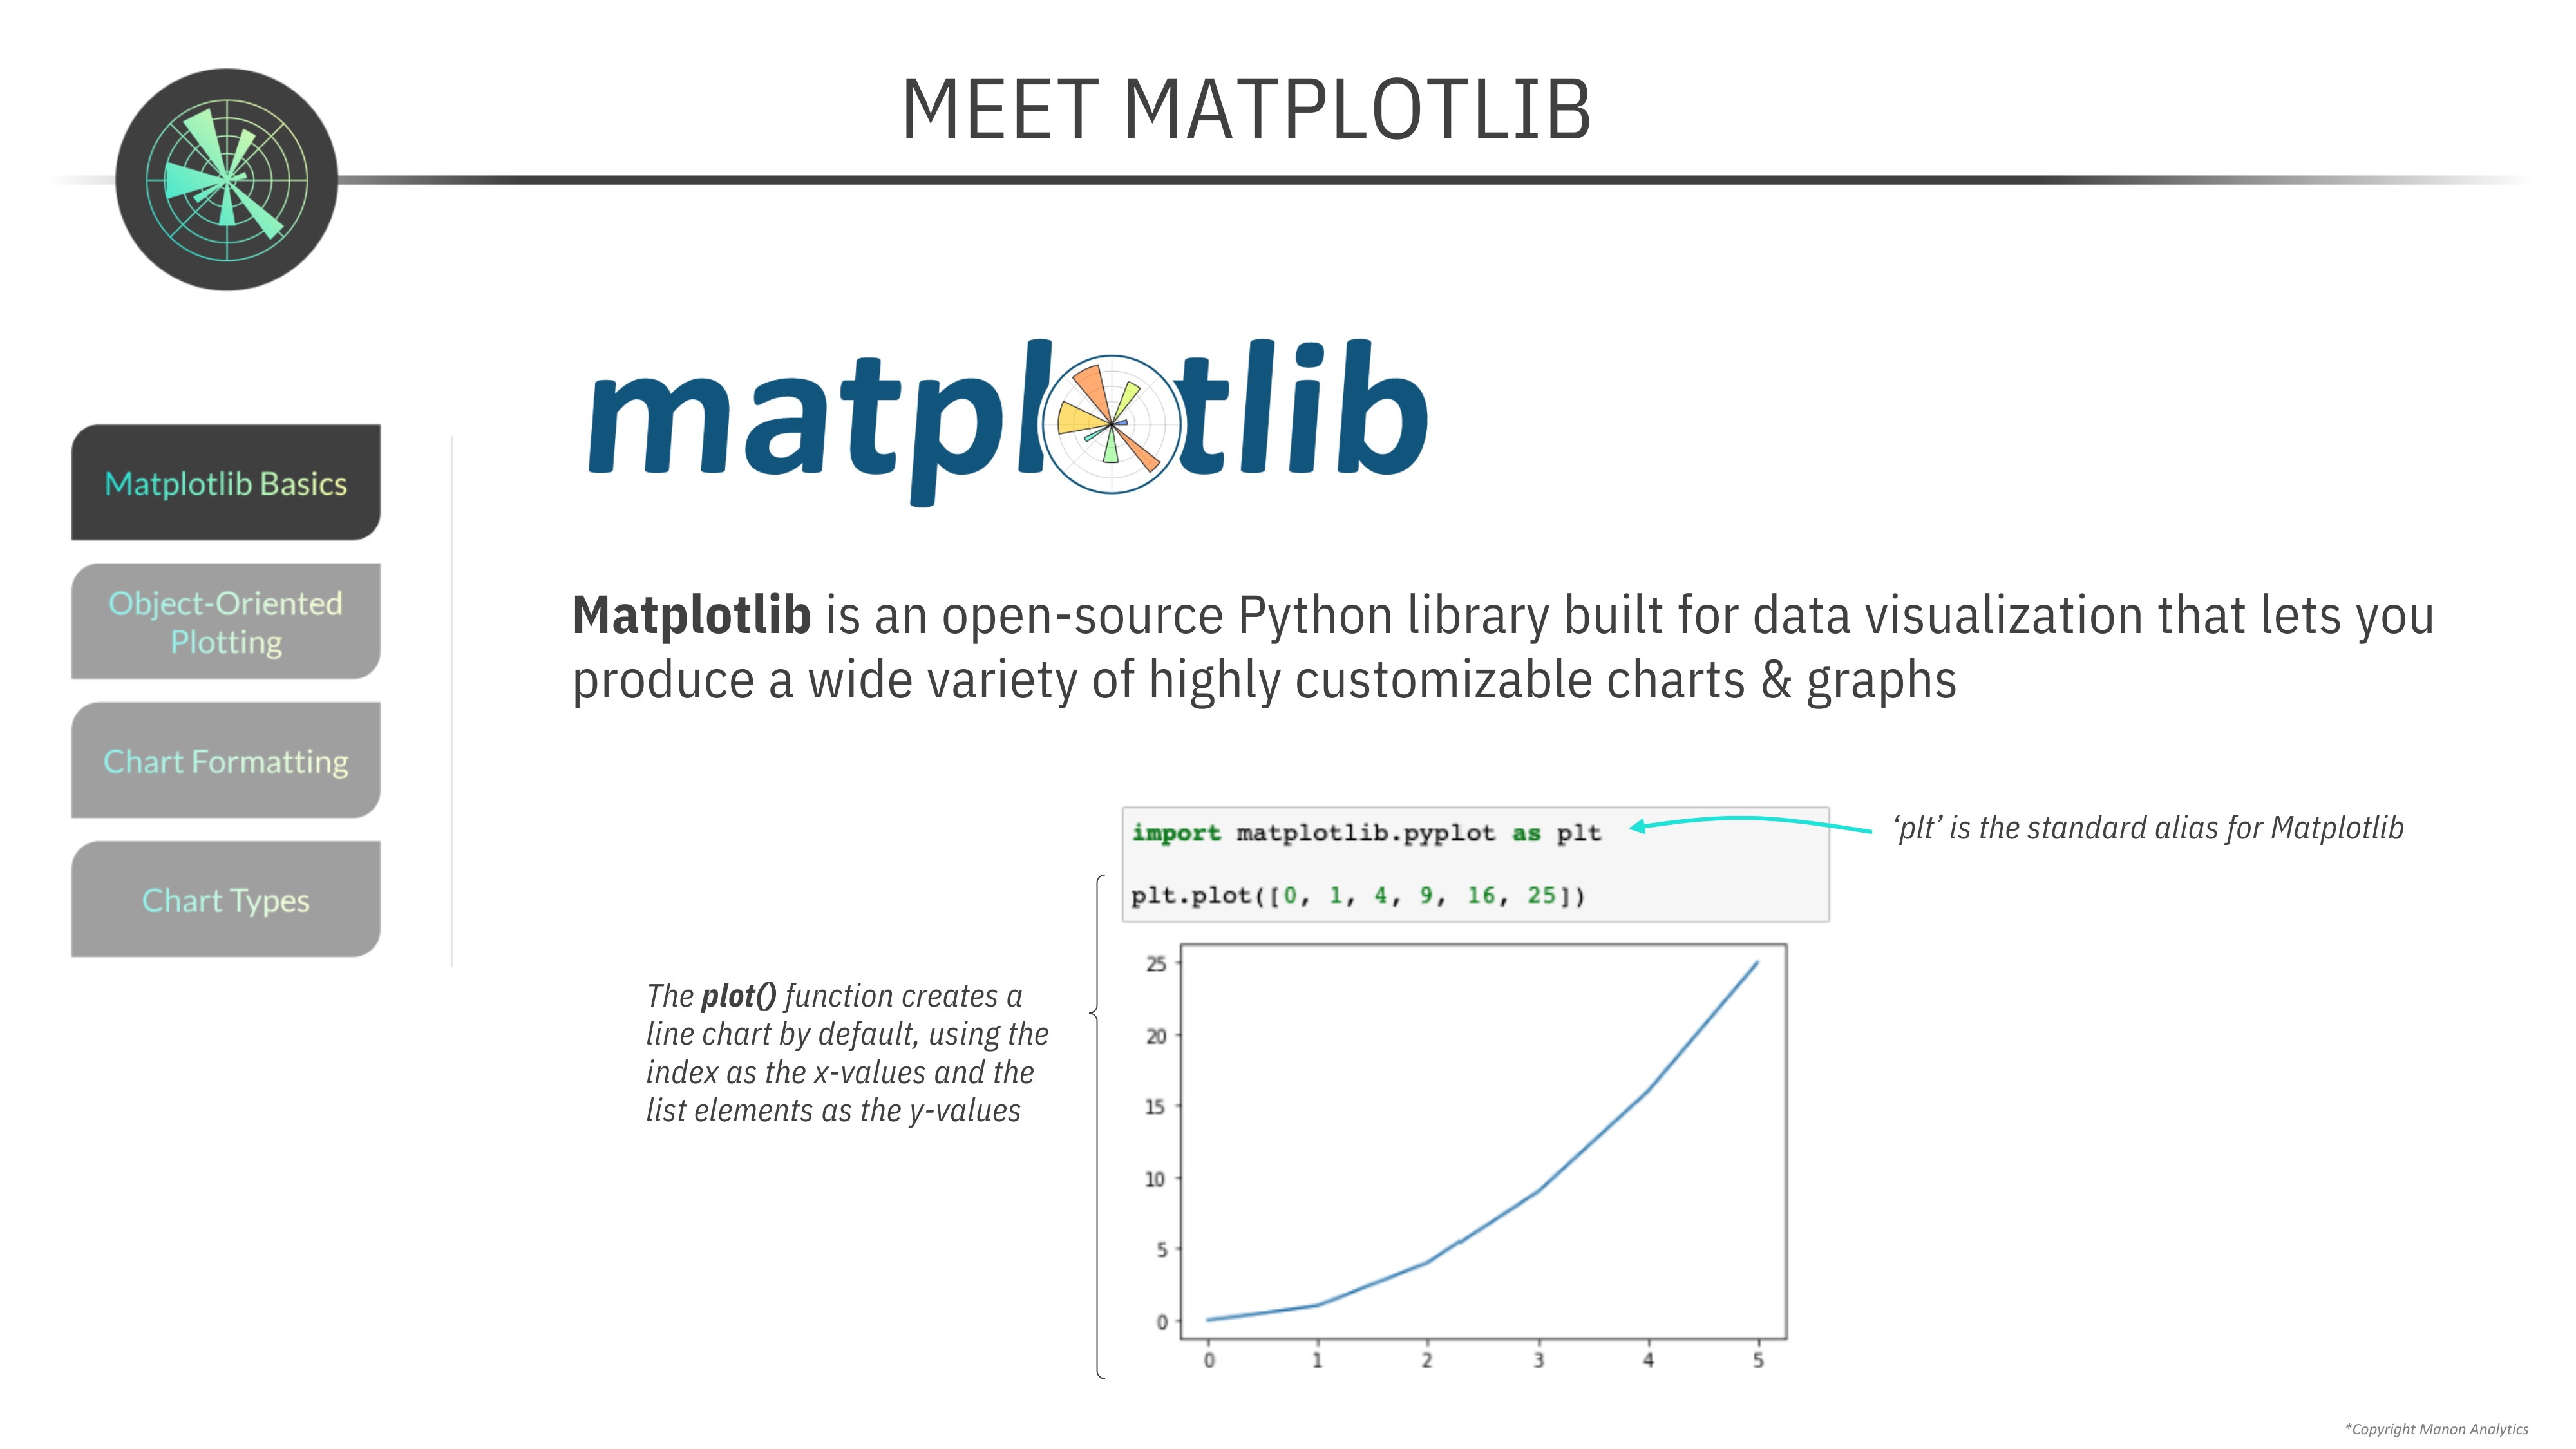 MEET MATPLOTLIB
matplotlib
Matplotlib Basics
Object-Oriented
Plotting
Chart Formatting
Chart Types
Matplotlib is an open-source Python library built for data visualization that lets you
produce a wide variety of highly customizable charts & graphs
import matplotlib.pyplot as plt
plt.plot([0, 1, 4, 9, 16, 25])
‘plt’ is the standard alias for Matplotlib
The plot() function creates a
line chart by default, using the
index as the x-values and the
list elements as the y-values
25
20
15
10
5
0
0 1 2 3 4 5
*Copyright Manon Analytics